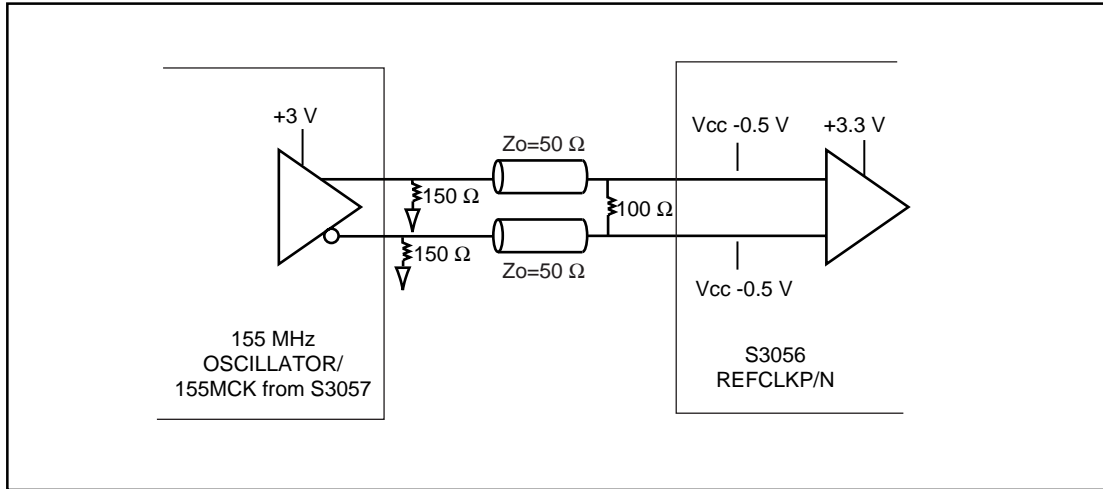 +3 V
Zo=50 Ω
Vcc -0.5 V
+3.3 V
150 Ω
100 Ω
150 Ω
Zo=50 Ω
Vcc -0.5 V
155 MHz
OSCILLATOR/
155MCK from S3057
S3056
REFCLKP/N